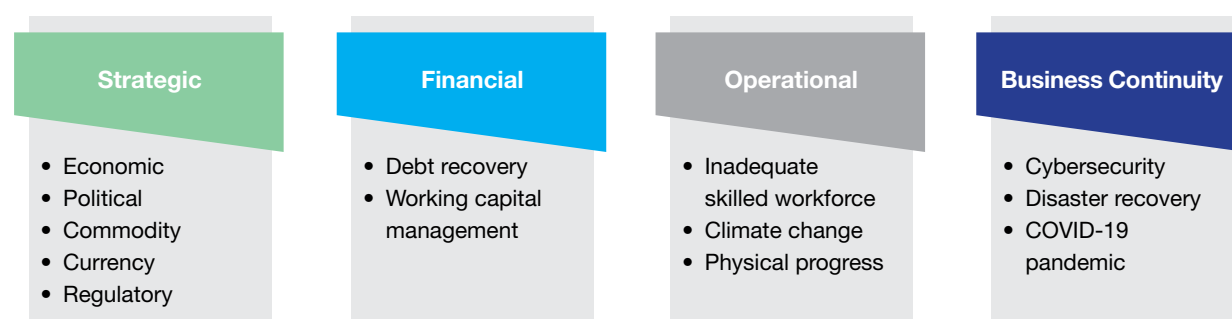 Strategic
• Economic
• Political
• Commodity
• Currency
• Regulatory
Financial
• Debt recovery
• Working capital
management
Operational
• Inadequate
skilled workforce
• Climate change
• Physical progress
Business Continuity
• Cybersecurity
• Disaster recovery
• COVID-19
pandemic